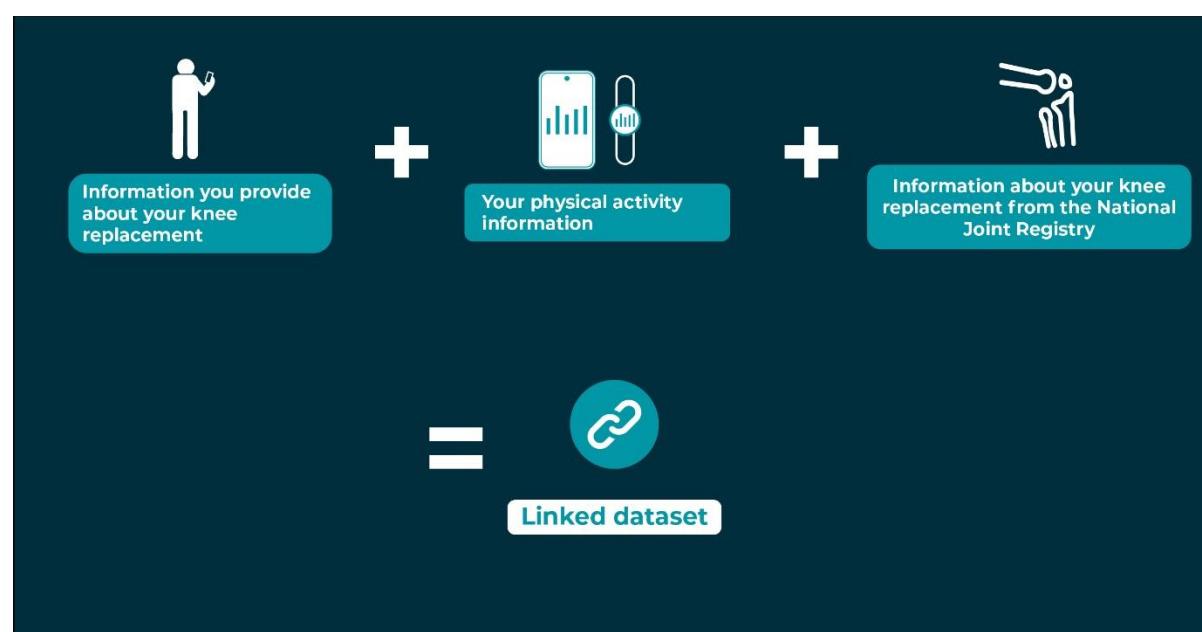 Information you provide
about your knee
replacement
+
Your physical activity
information
+
Information about your knee
replacement from the National
Joint Registry
=
Linked dataset